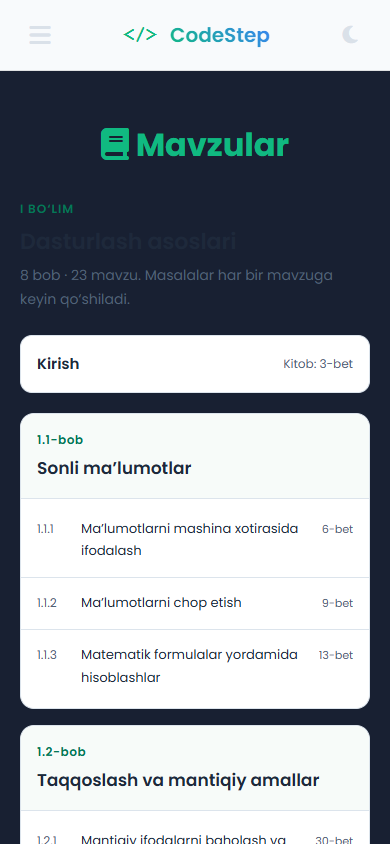 </> CodeStep
Mavzular
I BO‘LIM
Dasturlash asoslari
8 bob · 23 mavzu. Masalalar har bir mavzuga
keyin qo‘shiladi.
Kirish Kitob: 3-bet
1.1-bob
Sonli ma’lumotlar
1.1.1 Ma’lumotlarni mashina xotirasida 6-bet
ifodalash
1.1.2 Ma’lumotlarni chop etish 9-bet
1.1.3 Matematik formulalar yordamida 13-bet
hisoblashlar
1.2-bob
Taqqoslash va mantiqiy amallar
1.2.1 Mantiqiy ifodalarni baholash va 30-bet